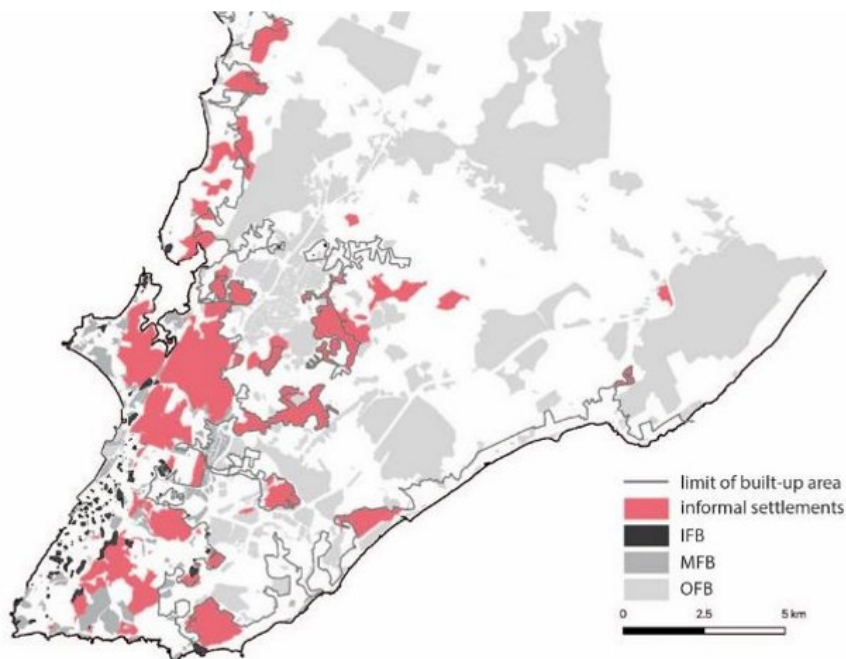 limit of built-up area
informal settlements
IFB
MFB
OFB
0 2.5 5 km